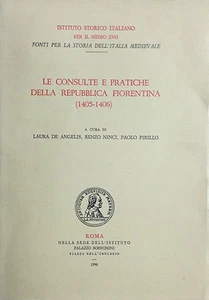 ISTITUTO STORICO ITALIANO
PER IL MEDIO EVO
FONTI PER LA STORIA DELL'ITALIA MEDIEVALE
LE CONSULTE E PRATICHE
DELLA REPUBBLICA FIORENTINA
(1405-1406)
A CURA DI
LAURA DE ANGELIS, RENZO NINCI, PAOLO PIRILLO
ROMA
NELLA SEDE DELL'ISTITUTO
PALAZZO BORROMINI
PIAZZA DELL'OROLOGIO